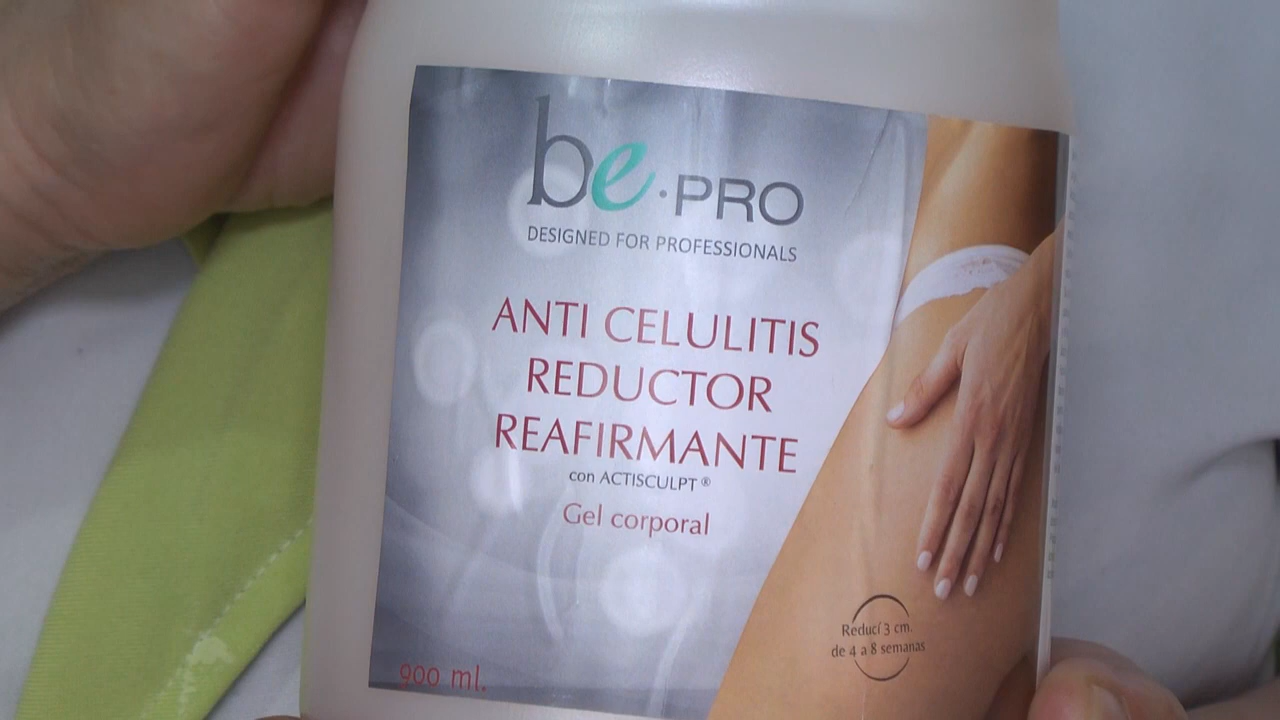 be·PRO
DESIGNED FOR PROFESSIONALS
ANTI CELULITIS
REDUCTOR
REAFIRMANTE
con ACTISCULPT®
Gel corporal
Reducí 3 cm.
de 4 a 8 semanas
900 ml.